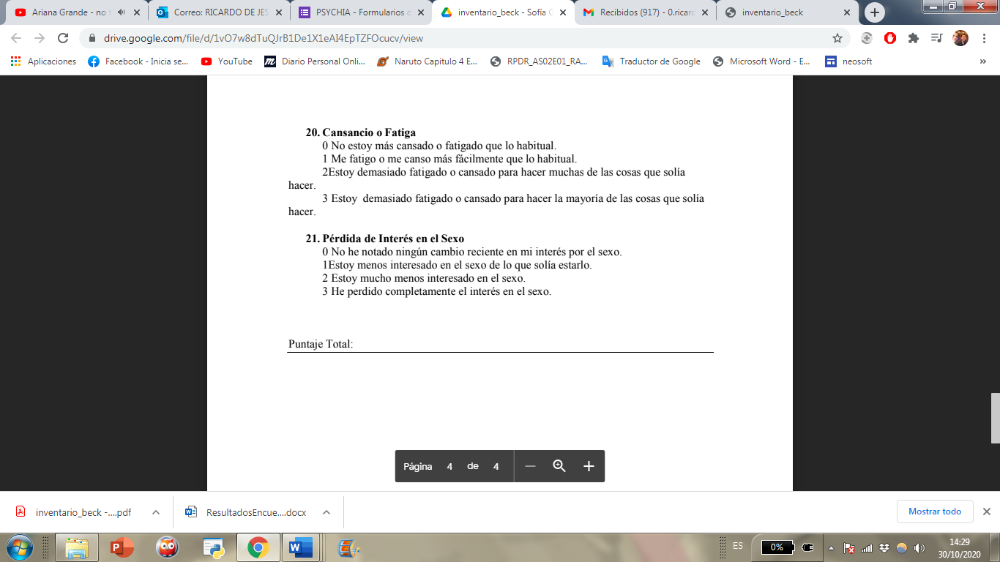 Ariana Grande - no t
Correo: RICARDO DE JES
PSYCHIA - Formularios d
inventario_beck - Sofía G
Recibidos (917) - 0.ricard
inventario_beck
drive.google.com/file/d/1vO7w8dTuQJrB1De1X1eAI4EpTZFOcucv/view
Aplicaciones
Facebook - Inicia se...
YouTube
Diario Personal Onli...
Naruto Capitulo 4 E...
RPDR_AS02E01_RA...
Traductor de Google
Microsoft Word - E...
neosoft
»
20. Cansancio o Fatiga
0 No estoy más cansado o fatigado que lo habitual.
1 Me fatigo o me canso más fácilmente que lo habitual.
2Estoy demasiado fatigado o cansado para hacer muchas de las cosas que solía
hacer.
3 Estoy  demasiado fatigado o cansado para hacer la mayoría de las cosas que solía
hacer.
21. Pérdida de Interés en el Sexo
0 No he notado ningún cambio reciente en mi interés por el sexo.
1Estoy menos interesado en el sexo de lo que solía estarlo.
2 Estoy mucho menos interesado en el sexo.
3 He perdido completamente el interés en el sexo.
Puntaje Total:
Página 4 de 4
inventario_beck -....pdf
ResultadosEncue....docx
Mostrar todo
ES
0%
14:29
30/10/2020